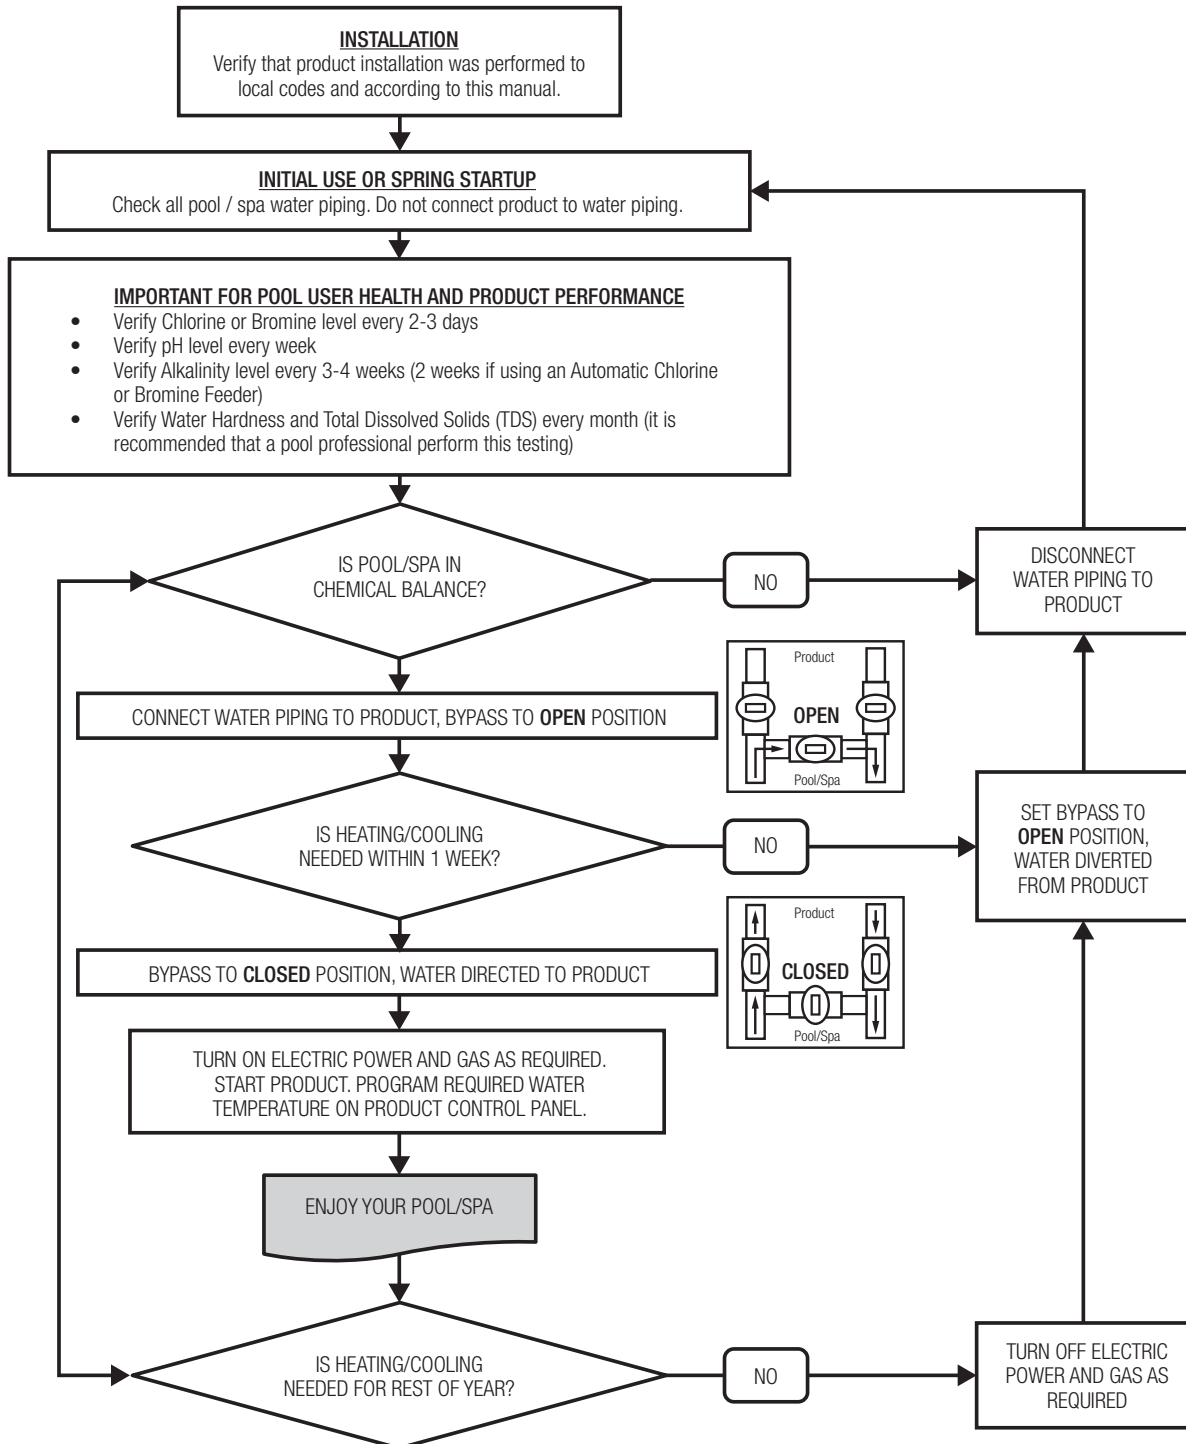 INSTALLATION
Verify that product installation was performed to
local codes and according to this manual.
INITIAL USE OR SPRING STARTUP
Check all pool / spa water piping. Do not connect product to water piping.
IMPORTANT FOR POOL USER HEALTH AND PRODUCT PERFORMANCE
• Verify Chlorine or Bromine level every 2-3 days
• Verify pH level every week
• Verify Alkalinity level every 3-4 weeks (2 weeks if using an Automatic Chlorine
or Bromine Feeder)
• Verify Water Hardness and Total Dissolved Solids (TDS) every month (it is
recommended that a pool professional perform this testing)
IS POOL/SPA IN
CHEMICAL BALANCE?
NO
DISCONNECT
WATER PIPING TO
PRODUCT
CONNECT WATER PIPING TO PRODUCT, BYPASS TO OPEN POSITION
Product
OPEN
Pool/Spa
IS HEATING/COOLING
NEEDED WITHIN 1 WEEK?
NO
SET BYPASS TO
OPEN POSITION,
WATER DIVERTED
FROM PRODUCT
BYPASS TO CLOSED POSITION, WATER DIRECTED TO PRODUCT
Product
CLOSED
Pool/Spa
TURN ON ELECTRIC POWER AND GAS AS REQUIRED.
START PRODUCT. PROGRAM REQUIRED WATER
TEMPERATURE ON PRODUCT CONTROL PANEL.
ENJOY YOUR POOL/SPA
IS HEATING/COOLING
NEEDED FOR REST OF YEAR?
NO
TURN OFF ELECTRIC
POWER AND GAS AS
REQUIRED